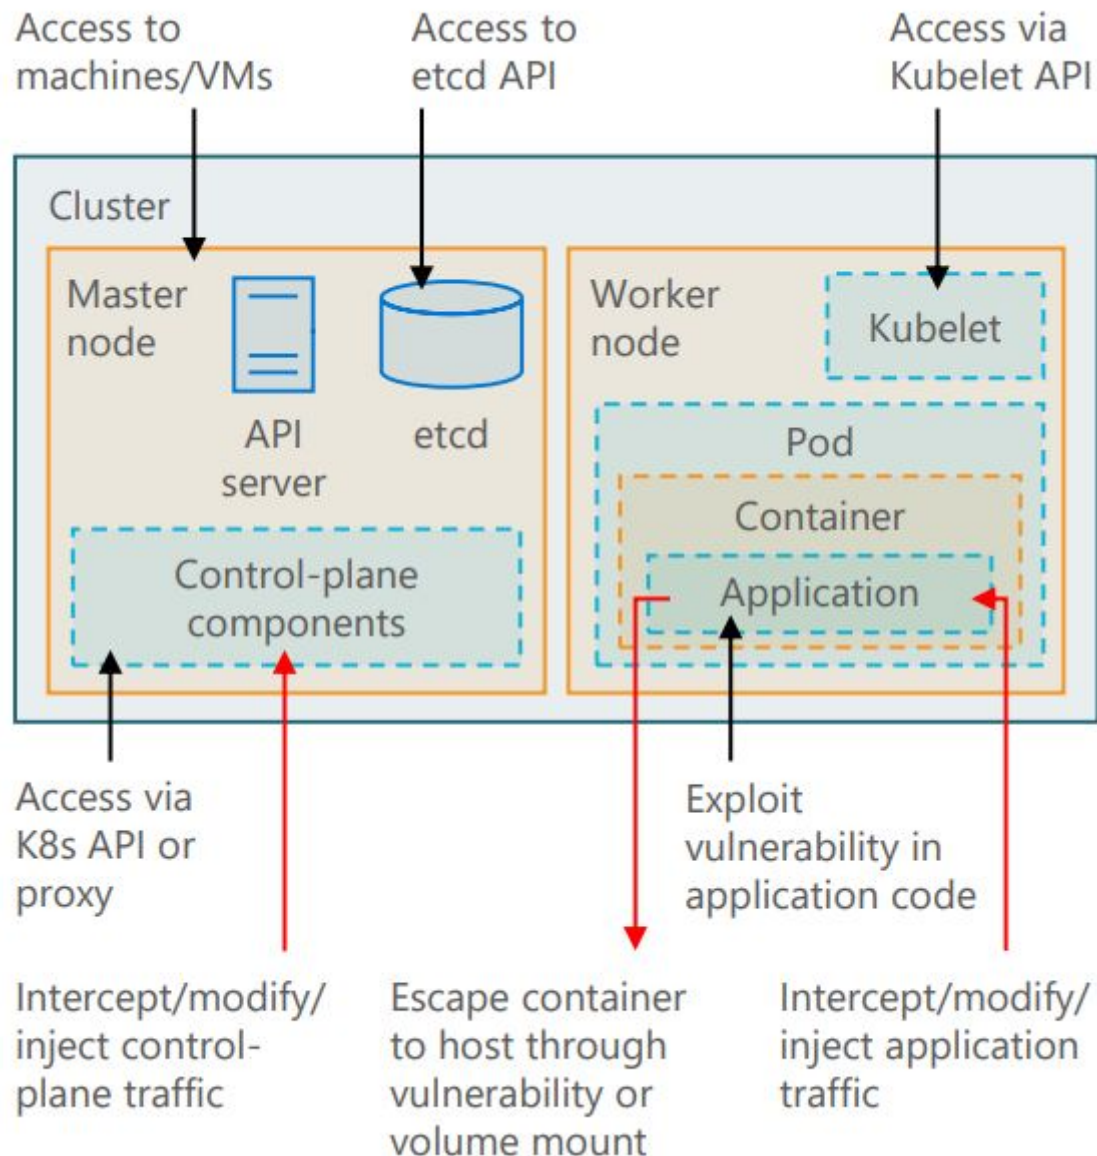 Access to
machines/VMs
Access to
etcd API
Access via
Kubelet API
Cluster
Master
node
API
server
etcd
Control-plane
components
Worker
node
Kubelet
Pod
Container
Application
Access via
K8s API or
proxy
Exploit
vulnerability in
application code
Intercept/modify/
inject control-
plane traffic
Escape container
to host through
vulnerability or
volume mount
Intercept/modify/
inject application
traffic